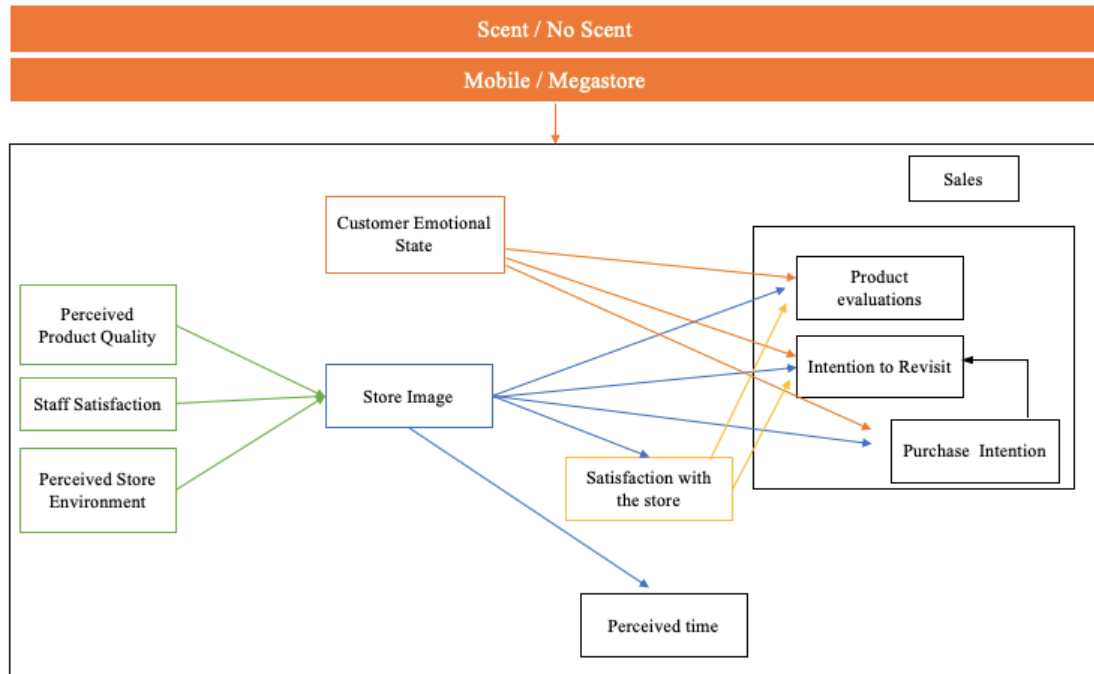 Scent / No Scent
Mobile / Megastore
Sales
Customer Emotional
State
Product
evaluations
Perceived
Product Quality
Intention to Revisit
Staff Satisfaction
Store Image
Purchase Intention
Perceived Store
Environment
Satisfaction with
the store
Perceived time